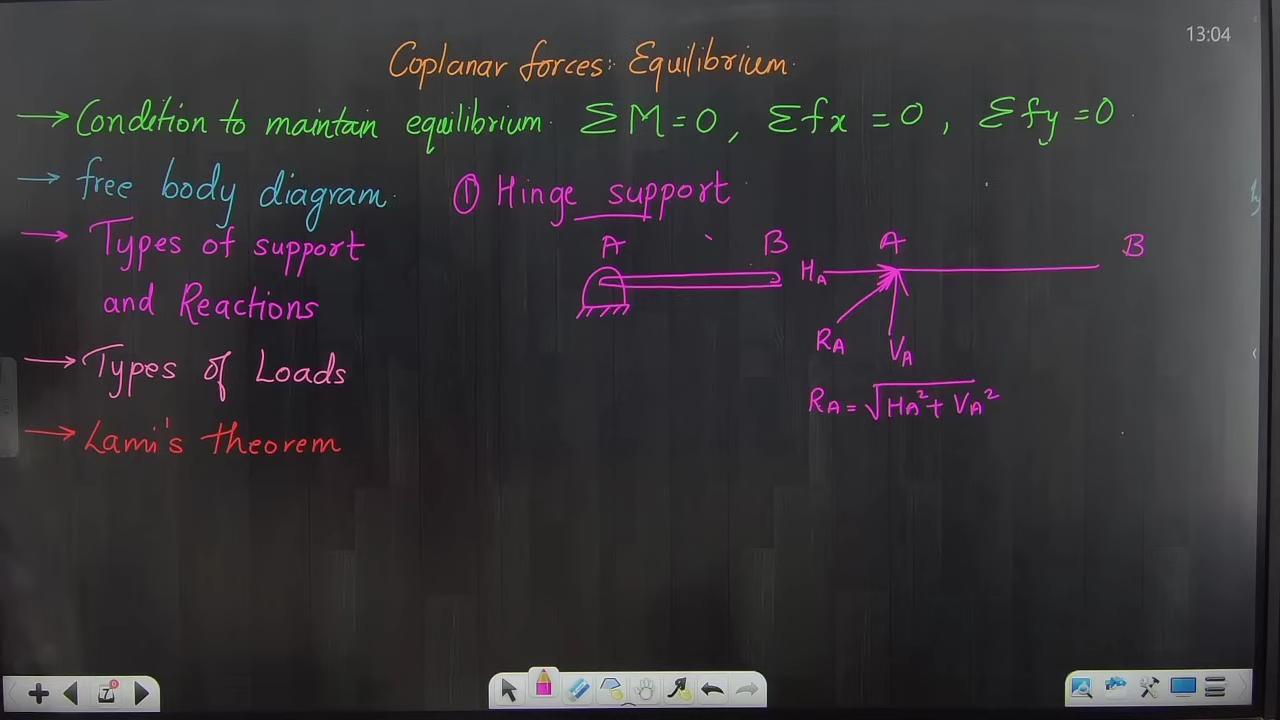 13:04
Coplanar forces: Equilibrium.
→ Condition to maintain equilibrium. ΣM=0, Σfx=0, Σfy=0.
→ free body diagram. ① Hinge support
→ Types of support
and Reactions
A B A B
HA
RA VA
RA = √HA²+VA²
→ Types of Loads
→ Lami's theorem
7